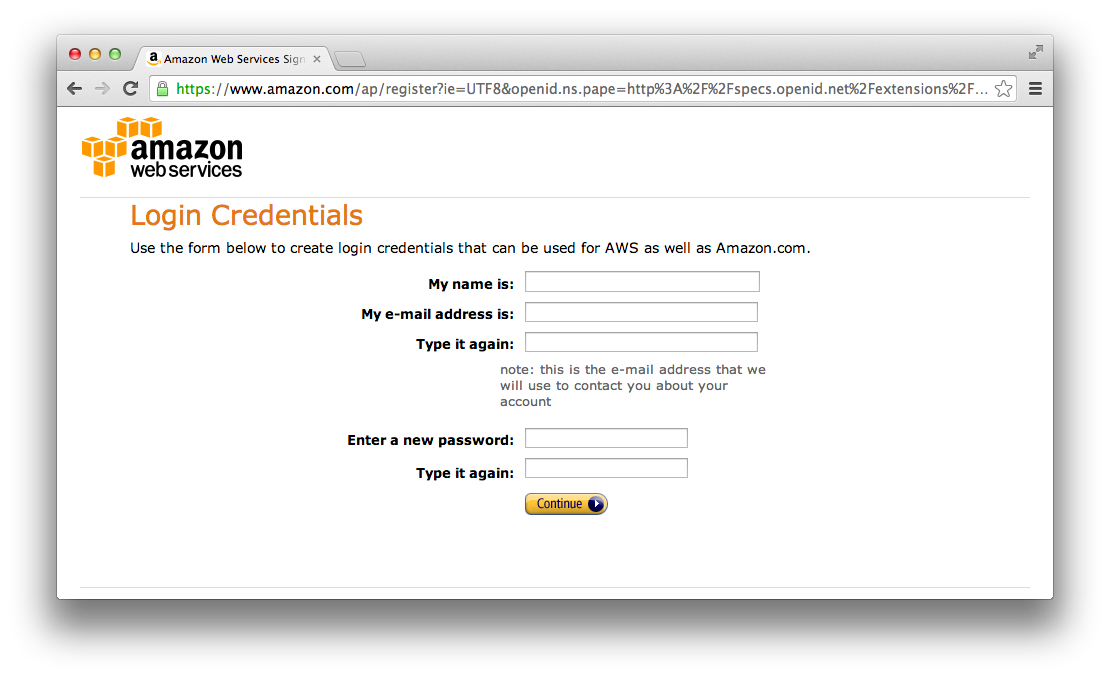 Amazon Web Services Sign
https://www.amazon.com/ap/register?ie=UTF8&openid.ns.pape=http%3A%2F%2Fspecs.openid.net%2Fextensions%2F...
amazon
web services
Login Credentials
Use the form below to create login credentials that can be used for AWS as well as Amazon.com.
My name is:
My e-mail address is:
Type it again:
note: this is the e-mail address that we
will use to contact you about your
account
Enter a new password:
Type it again:
Continue